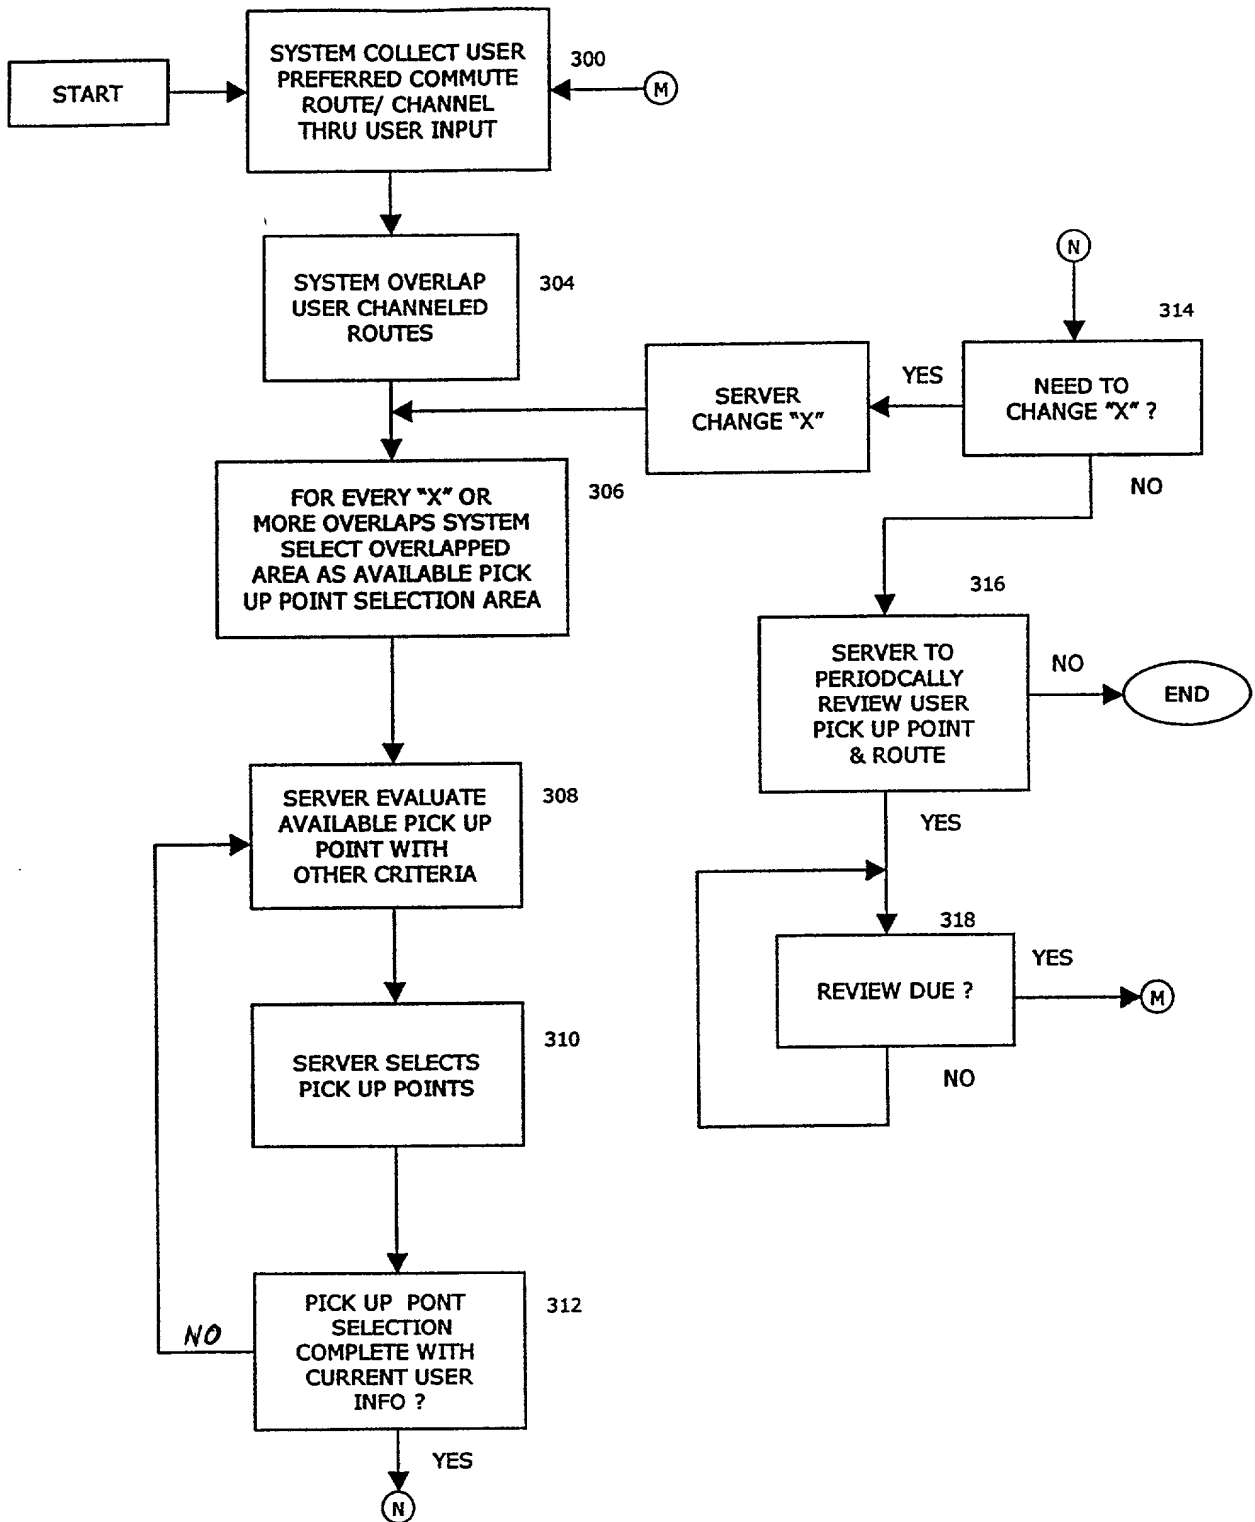 START
SYSTEM COLLECT USER
PREFERRED COMMUTE
ROUTE/ CHANNEL
THRU USER INPUT
300
M
SYSTEM OVERLAP
USER CHANNELED
ROUTES
304
N
314
NEED TO
CHANGE "X" ?
YES
SERVER
CHANGE "X"
NO
FOR EVERY "X" OR
MORE OVERLAPS SYSTEM
SELECT OVERLAPPED
AREA AS AVAILABLE PICK
UP POINT SELECTION AREA
306
316
SERVER TO
PERIODCALLY
REVIEW USER
PICK UP POINT
& ROUTE
NO
END
YES
SERVER EVALUATE
AVAILABLE PICK UP
POINT WITH
OTHER CRITERIA
308
318
REVIEW DUE ?
YES
M
NO
SERVER SELECTS
PICK UP POINTS
310
PICK UP PONT
SELECTION
COMPLETE WITH
CURRENT USER
INFO ?
312
NO
YES
N